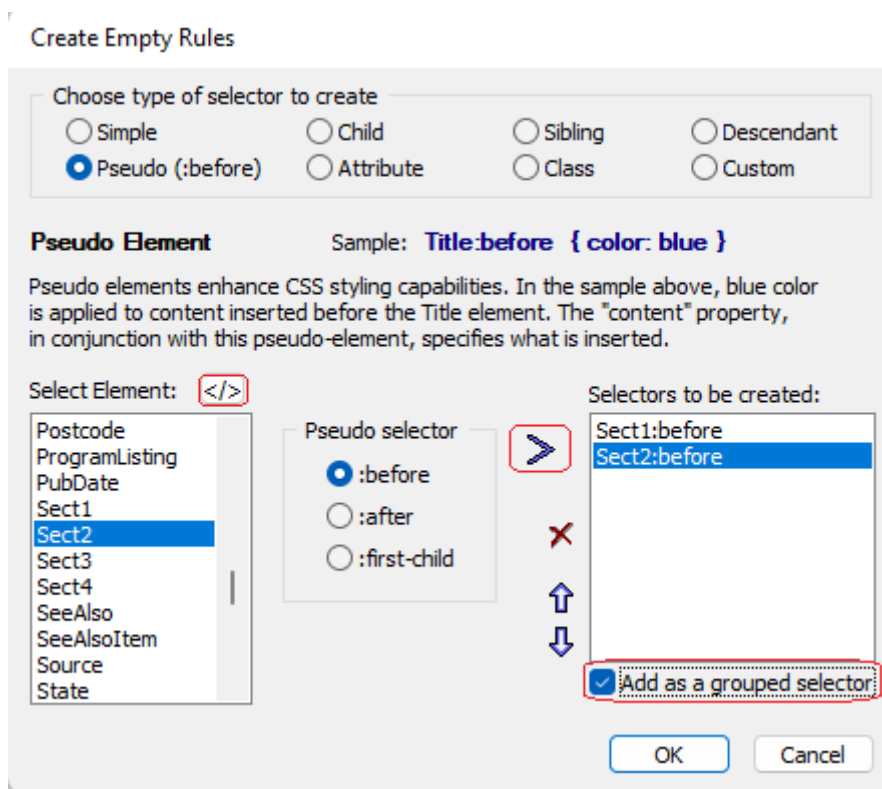 Create Empty Rules
Choose type of selector to create
Simple Child Sibling Descendant
Pseudo (:before) Attribute Class Custom
Pseudo Element Sample: Title:before { color: blue }
Pseudo elements enhance CSS styling capabilities. In the sample above, blue color
is applied to content inserted before the Title element. The "content" property,
in conjunction with this pseudo-element, specifies what is inserted.
Select Element: </>
Postcode
ProgramListing
PubDate
Sect1
Sect2
Sect3
Sect4
SeeAlso
SeeAlsoItem
Source
State
Pseudo selector
:before
:after
:first-child
>
Selectors to be created:
Sect1:before
Sect2:before
Add as a grouped selector
OK Cancel